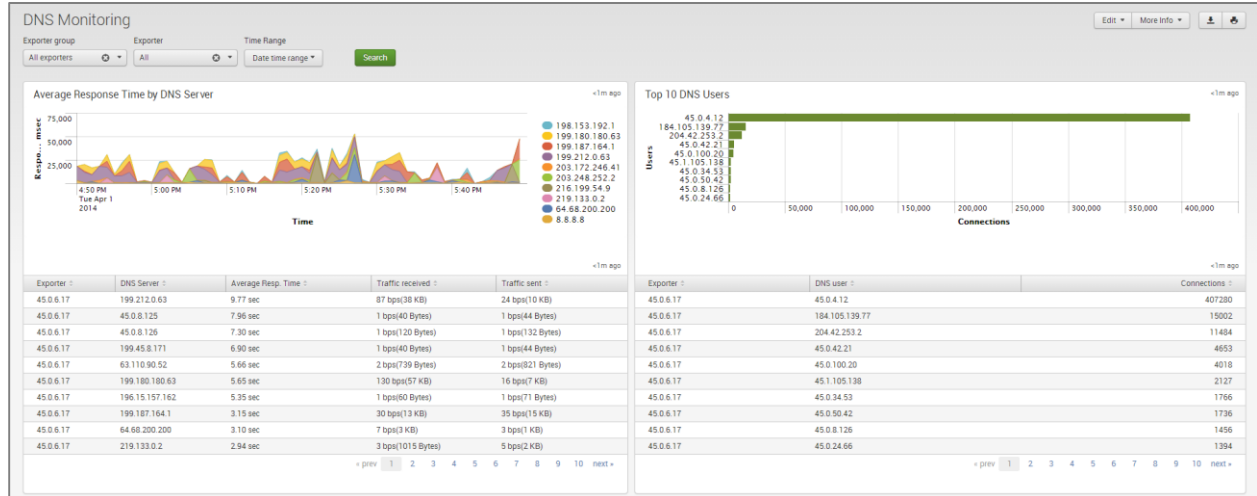 DNS Monitoring
Edit More Info
Exporter group Exporter Time Range
All exporters All Date time range Search
Average Response Time by DNS Server <1m ago
Respo... msec
75,000
50,000
25,000
4:50 PM 5:00 PM 5:10 PM 5:20 PM 5:30 PM 5:40 PM
Tue Apr 1
2014
Time
198.153.192.1
199.180.180.63
199.187.164.1
199.212.0.63
203.172.246.41
203.248.252.2
216.199.54.9
219.133.0.2
64.68.200.200
8.8.8.8
Top 10 DNS Users <1m ago
Users
45.0.4.12
184.105.139.77
204.42.253.2
45.0.42.21
45.0.100.20
45.1.105.138
45.0.34.53
45.0.50.42
45.0.8.126
45.0.24.66
0 50,000 100,000 150,000 200,000 250,000 300,000 350,000 400,000
Connections
<1m ago
Exporter DNS Server Average Resp. Time Traffic received Traffic sent
45.0.6.17 199.212.0.63 9.77 sec 87 bps(38 KB) 24 bps(10 KB)
45.0.6.17 45.0.8.125 7.96 sec 1 bps(40 Bytes) 1 bps(44 Bytes)
45.0.6.17 45.0.8.126 7.30 sec 1 bps(120 Bytes) 1 bps(132 Bytes)
45.0.6.17 199.45.8.171 6.90 sec 1 bps(40 Bytes) 1 bps(44 Bytes)
45.0.6.17 63.110.90.52 5.66 sec 2 bps(739 Bytes) 2 bps(821 Bytes)
45.0.6.17 199.180.180.63 5.65 sec 130 bps(57 KB) 16 bps(7 KB)
45.0.6.17 196.15.157.162 5.35 sec 1 bps(60 Bytes) 1 bps(71 Bytes)
45.0.6.17 199.187.164.1 3.15 sec 30 bps(13 KB) 35 bps(15 KB)
45.0.6.17 64.68.200.200 3.10 sec 7 bps(3 KB) 3 bps(1 KB)
45.0.6.17 219.133.0.2 2.94 sec 3 bps(1015 Bytes) 5 bps(2 KB)
« prev 1 2 3 4 5 6 7 8 9 10 next »
<1m ago
Exporter DNS user Connections
45.0.6.17 45.0.4.12 407280
45.0.6.17 184.105.139.77 15002
45.0.6.17 204.42.253.2 11484
45.0.6.17 45.0.42.21 4653
45.0.6.17 45.0.100.20 4018
45.0.6.17 45.1.105.138 2127
45.0.6.17 45.0.34.53 1766
45.0.6.17 45.0.50.42 1736
45.0.6.17 45.0.8.126 1456
45.0.6.17 45.0.24.66 1394
« prev 1 2 3 4 5 6 7 8 9 10 next »